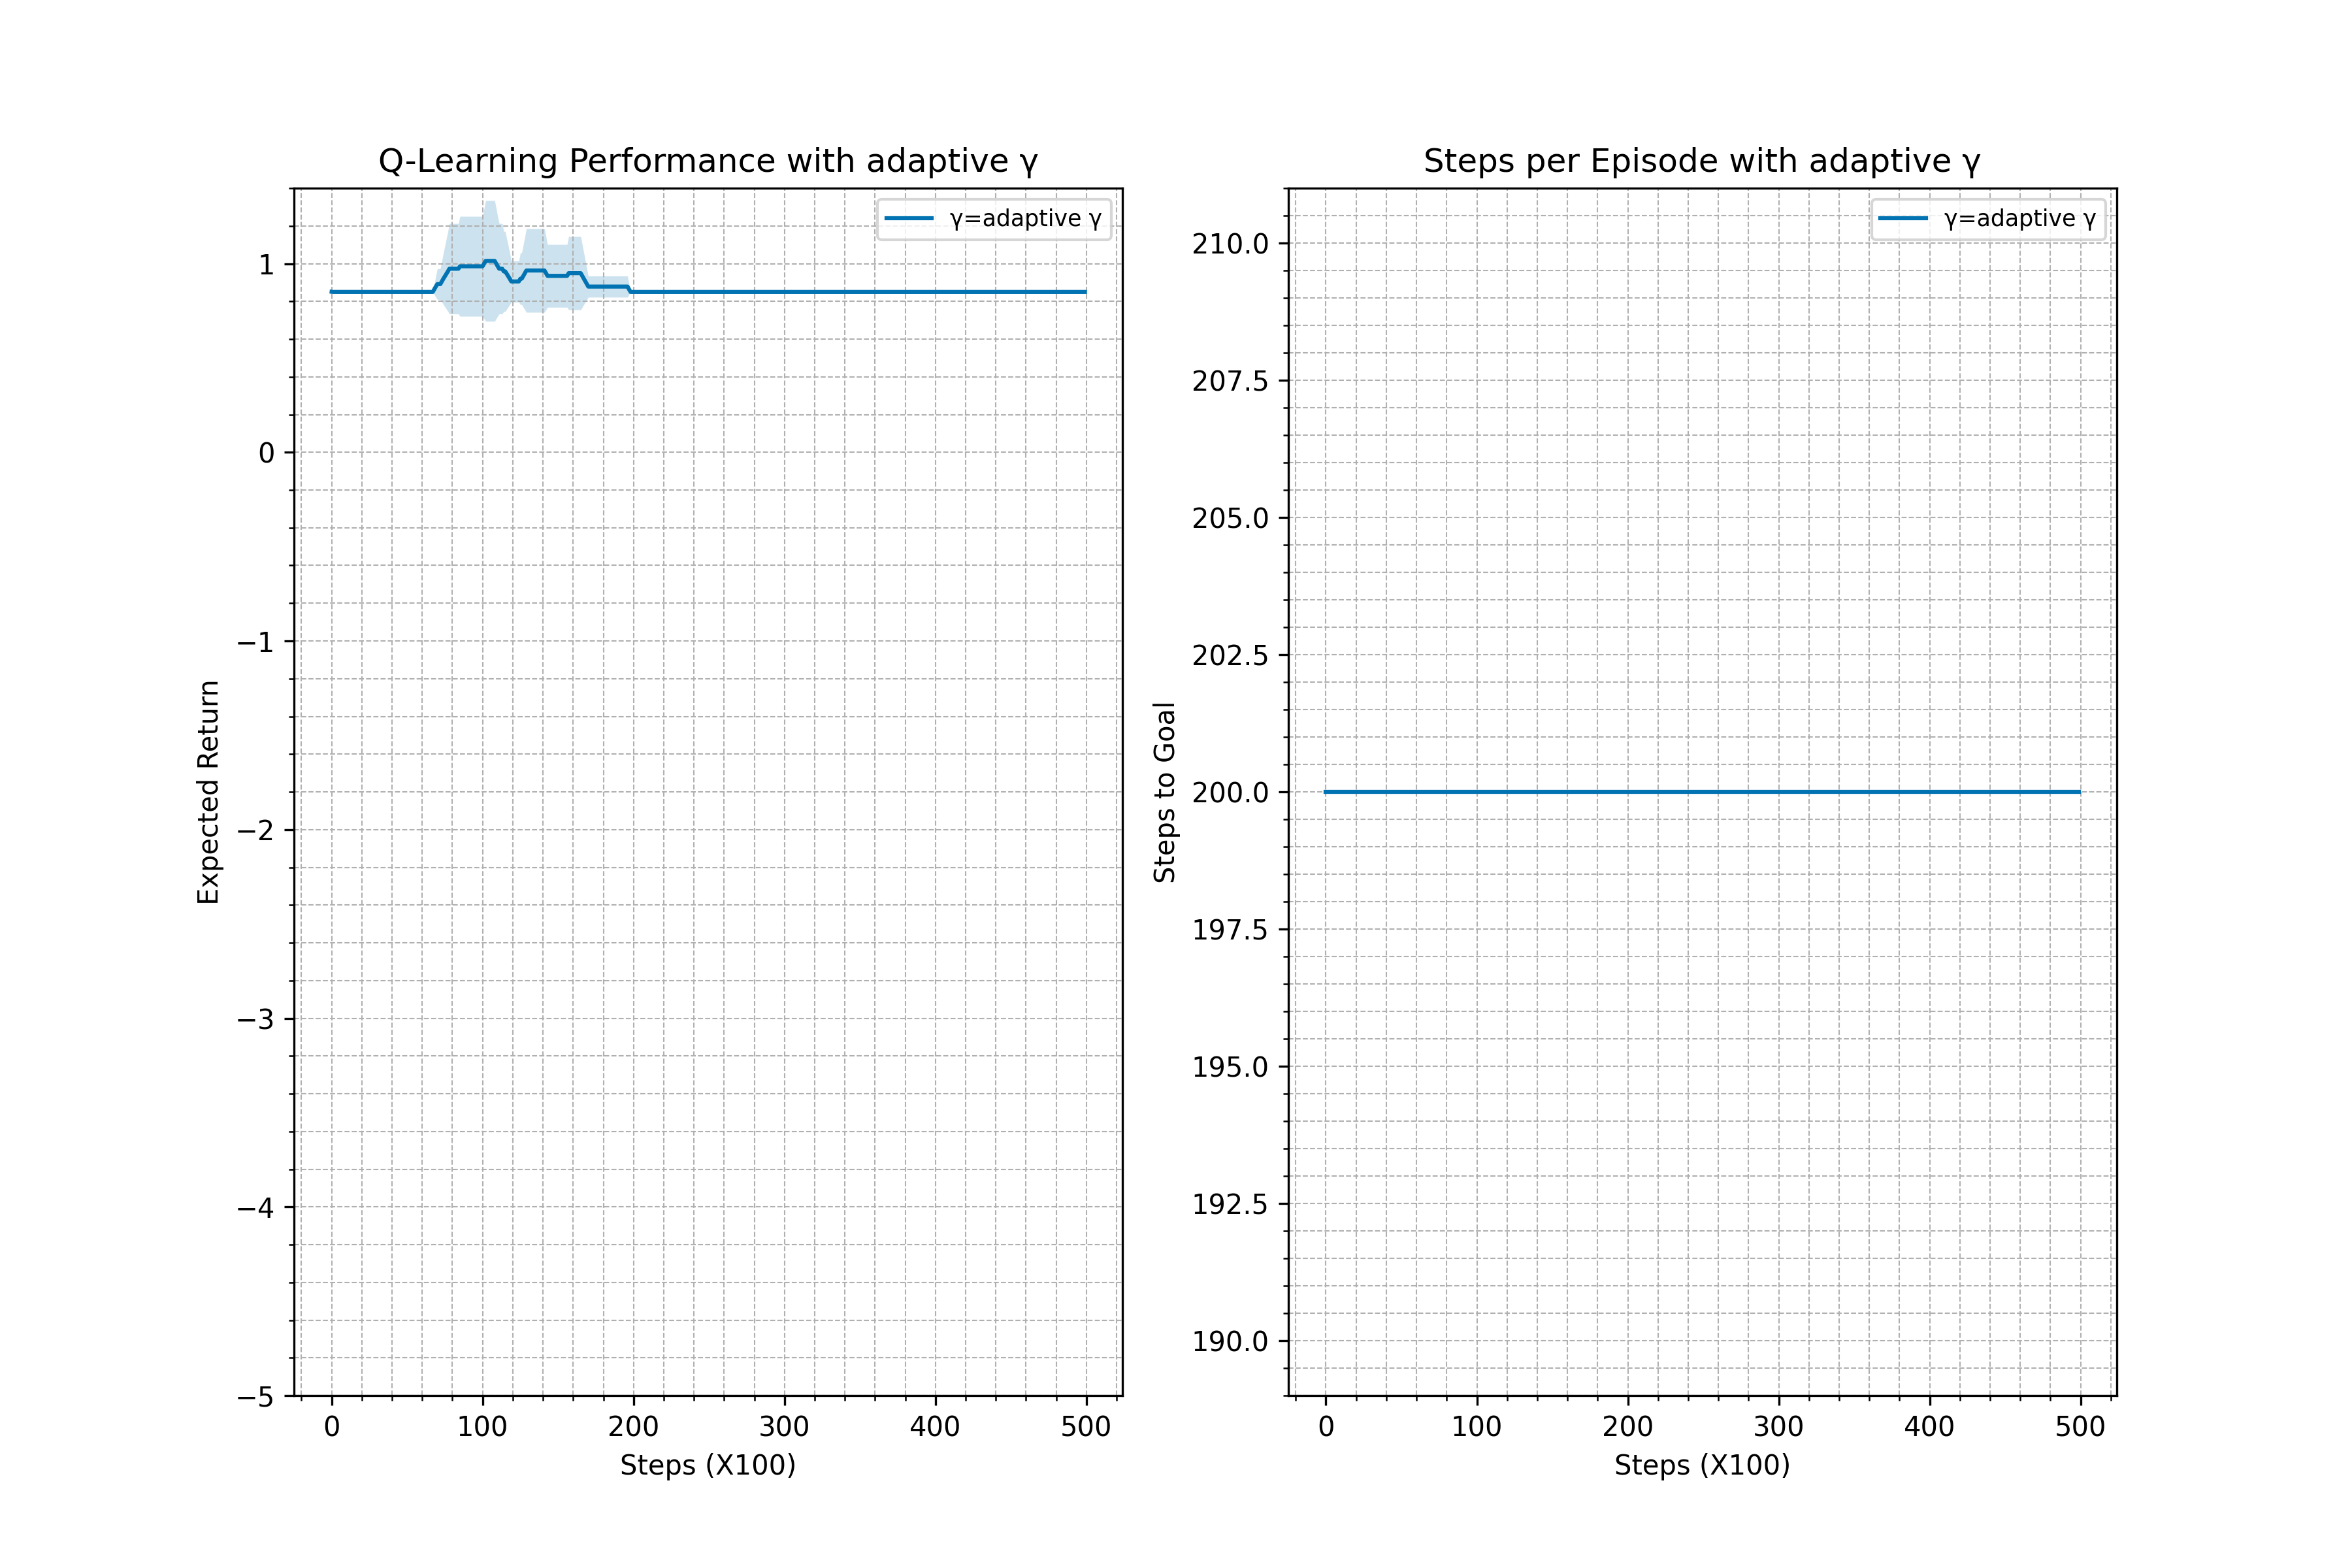 Q-Learning Performance with adaptive γ
γ=adaptive γ
1
0
−1
−2
−3
−4
−5
Expected Return
0 100 200 300 400 500
Steps (X100)
Steps per Episode with adaptive γ
γ=adaptive γ
210.0
207.5
205.0
202.5
200.0
197.5
195.0
192.5
190.0
Steps to Goal
0 100 200 300 400 500
Steps (X100)